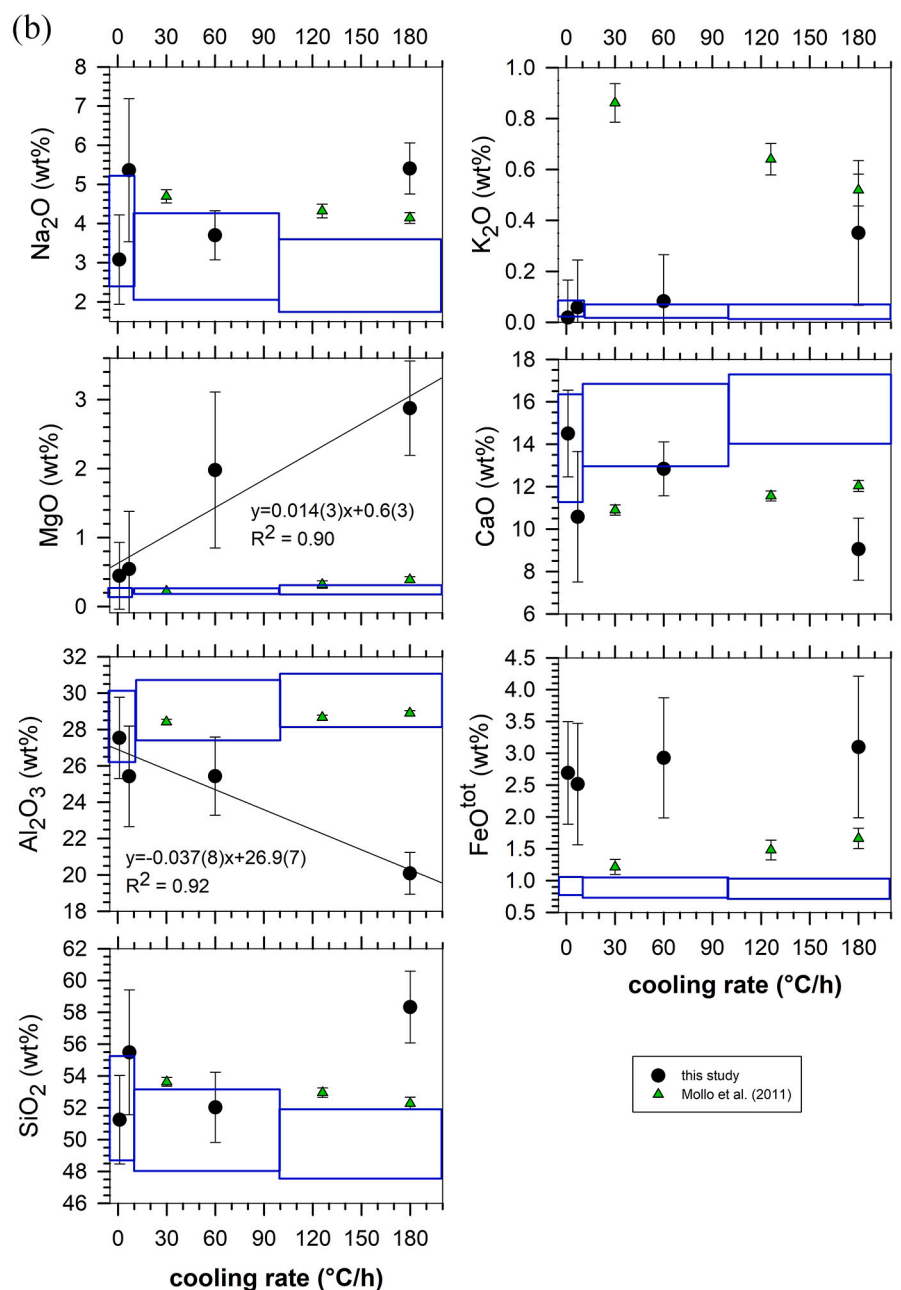 (b)
0 30 60 90 120 150 180
0 30 60 90 120 150 180
8
7
6
5
4
3
2
Na2O (wt%)
1.0
0.8
0.6
0.4
0.2
0.0
K2O (wt%)
3
2
1
0
MgO (wt%)
y=0.014(3)x+0.6(3)
R2 = 0.90
18
16
14
12
10
8
6
CaO (wt%)
32
30
28
26
24
22
20
18
Al2O3 (wt%)
y=-0.037(8)x+26.9(7)
R2 = 0.92
4.5
4.0
3.5
3.0
2.5
2.0
1.5
1.0
0.5
FeOtot (wt%)
0 30 60 90 120 150 180
cooling rate (°C/h)
62
60
58
56
54
52
50
48
46
SiO2 (wt%)
0 30 60 90 120 150 180
cooling rate (°C/h)
this study
Mollo et al. (2011)